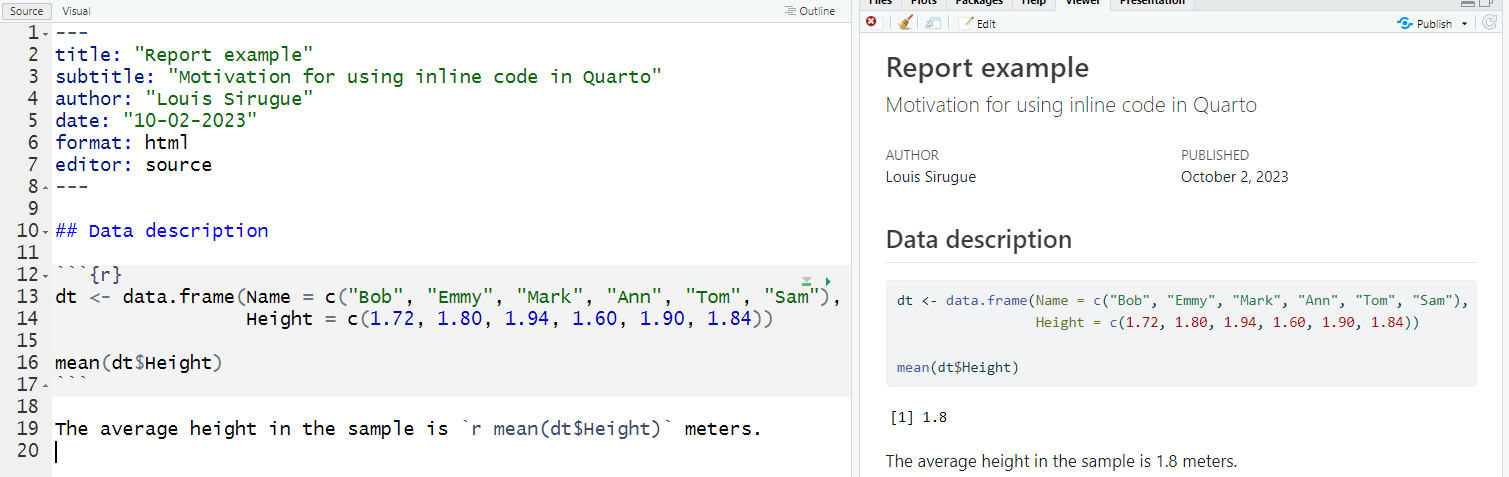 Source Visual Outline
1 ---
2 title: "Report example"
3 subtitle: "Motivation for using inline code in Quarto"
4 author: "Louis Sirugue"
5 date: "10-02-2023"
6 format: html
7 editor: source
8 ---
9
10 ## Data description
11
12 ```{r}
13 dt <- data.frame(Name = c("Bob", "Emmy", "Mark", "Ann", "Tom", "Sam"),
14                  Height = c(1.72, 1.80, 1.94, 1.60, 1.90, 1.84))
15
16 mean(dt$Height)
17 ```
18
19 The average height in the sample is `r mean(dt$Height)` meters.
20
Files Plots Packages Help Viewer Presentation
Edit Publish
Report example
Motivation for using inline code in Quarto
AUTHOR PUBLISHED
Louis Sirugue October 2, 2023
Data description
dt <- data.frame(Name = c("Bob", "Emmy", "Mark", "Ann", "Tom", "Sam"),
                 Height = c(1.72, 1.80, 1.94, 1.60, 1.90, 1.84))
mean(dt$Height)
[1] 1.8
The average height in the sample is 1.8 meters.